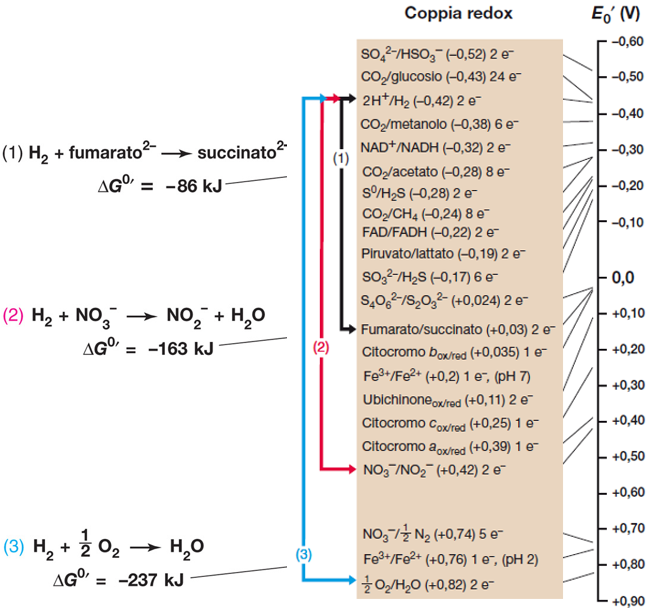 Coppia redox
E₀′ (V)
SO₄²⁻/HSO₃⁻ (–0,52) 2 e⁻
CO₂/glucosio (–0,43) 24 e⁻
2H⁺/H₂ (–0,42) 2 e⁻
CO₂/metanolo (–0,38) 6 e⁻
NAD⁺/NADH (–0,32) 2 e⁻
CO₂/acetato (–0,28) 8 e⁻
S⁰/H₂S (–0,28) 2 e⁻
CO₂/CH₄ (–0,24) 8 e⁻
FAD/FADH (–0,22) 2 e⁻
Piruvato/lattato (–0,19) 2 e⁻
SO₃²⁻/H₂S (–0,17) 6 e⁻
S₄O₆²⁻/S₂O₃²⁻ (+0,024) 2 e⁻
Fumarato/succinato (+0,03) 2 e⁻
Citocromo b ox/red (+0,035) 1 e⁻
Fe³⁺/Fe²⁺ (+0,2) 1 e⁻, (pH 7)
Ubichinone ox/red (+0,11) 2 e⁻
Citocromo c ox/red (+0,25) 1 e⁻
Citocromo a ox/red (+0,39) 1 e⁻
NO₃⁻/NO₂⁻ (+0,42) 2 e⁻
NO₃⁻/½ N₂ (+0,74) 5 e⁻
Fe³⁺/Fe²⁺ (+0,76) 1 e⁻, (pH 2)
½ O₂/H₂O (+0,82) 2 e⁻
(1) H₂ + fumarato²⁻ → succinato²⁻
ΔG⁰′ = –86 kJ
(2) H₂ + NO₃⁻ → NO₂⁻ + H₂O
ΔG⁰′ = –163 kJ
(3) H₂ + ½ O₂ → H₂O
ΔG⁰′ = –237 kJ
(1)
(2)
(3)
–0,60
–0,50
–0,40
–0,30
–0,20
–0,10
0,0
+0,10
+0,20
+0,30
+0,40
+0,50
+0,60
+0,70
+0,80
+0,90